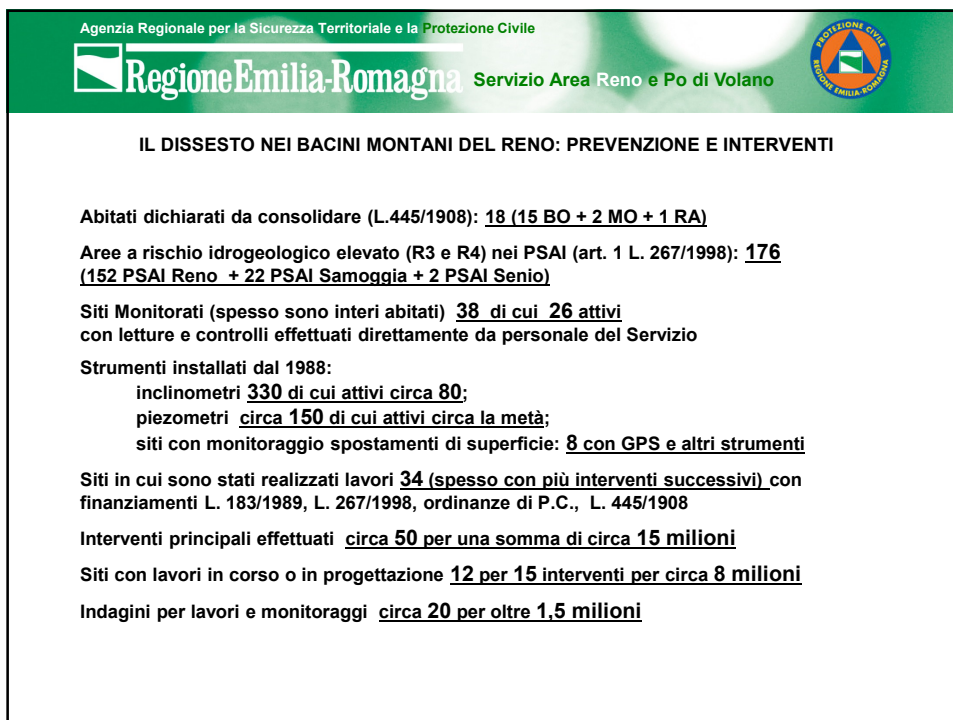 Agenzia Regionale per la Sicurezza Territoriale e la Protezione Civile
RegioneEmilia-Romagna Servizio Area Reno e Po di Volano
PROTEZIONE CIVILE
REGIONE EMILIA-ROMAGNA
IL DISSESTO NEI BACINI MONTANI DEL RENO: PREVENZIONE E INTERVENTI
Abitati dichiarati da consolidare (L.445/1908): 18 (15 BO + 2 MO + 1 RA)
Aree a rischio idrogeologico elevato (R3 e R4) nei PSAI (art. 1 L. 267/1998): 176
(152 PSAI Reno + 22 PSAI Samoggia + 2 PSAI Senio)
Siti Monitorati (spesso sono interi abitati) 38 di cui 26 attivi
con letture e controlli effettuati direttamente da personale del Servizio
Strumenti installati dal 1988:
inclinometri 330 di cui attivi circa 80;
piezometri circa 150 di cui attivi circa la metà;
siti con monitoraggio spostamenti di superficie: 8 con GPS e altri strumenti
Siti in cui sono stati realizzati lavori 34 (spesso con più interventi successivi) con
finanziamenti L. 183/1989, L. 267/1998, ordinanze di P.C., L. 445/1908
Interventi principali effettuati circa 50 per una somma di circa 15 milioni
Siti con lavori in corso o in progettazione 12 per 15 interventi per circa 8 milioni
Indagini per lavori e monitoraggi circa 20 per oltre 1,5 milioni